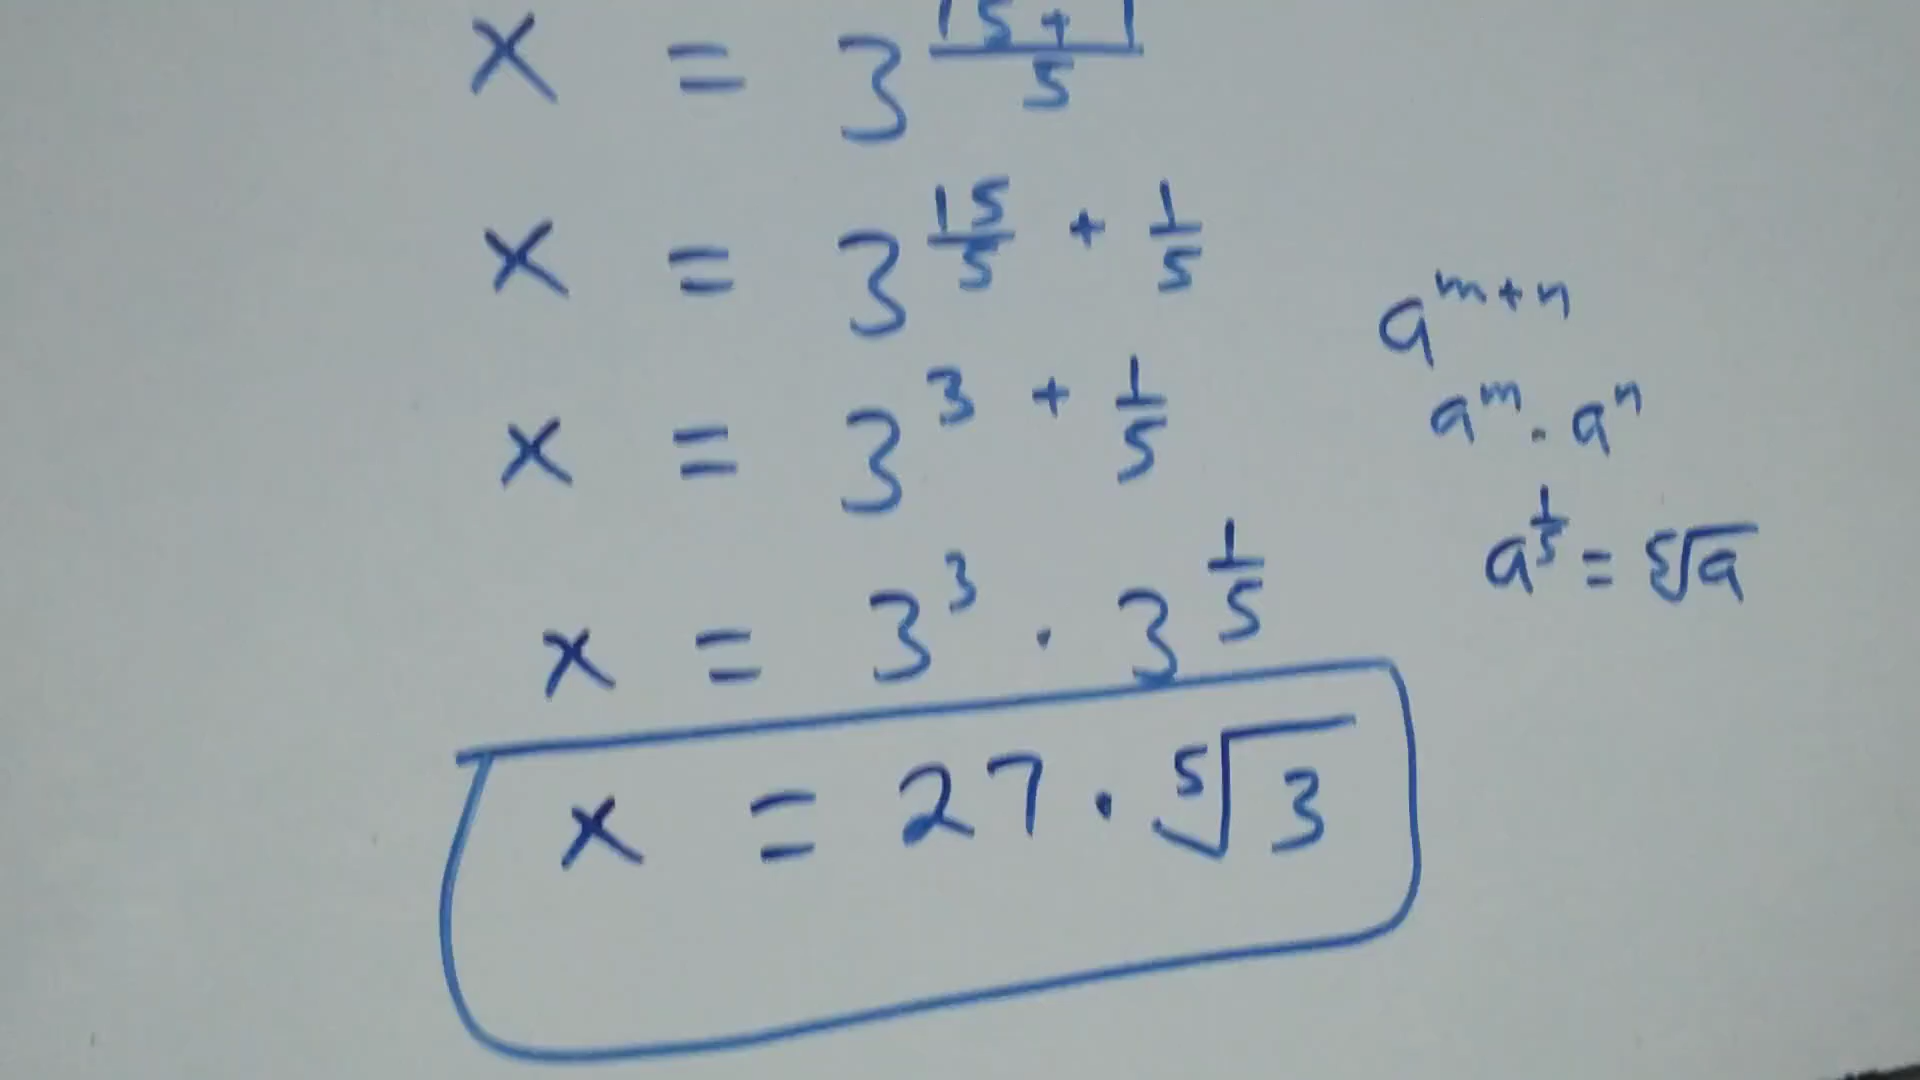 x = 3^((15+1)/5)
x = 3^(15/5 + 1/5)
a^(m+n)
x = 3^(3 + 1/5)
a^m · a^n
a^(1/5) = ⁵√a
x = 3^3 · 3^(1/5)
x = 27 · ⁵√3